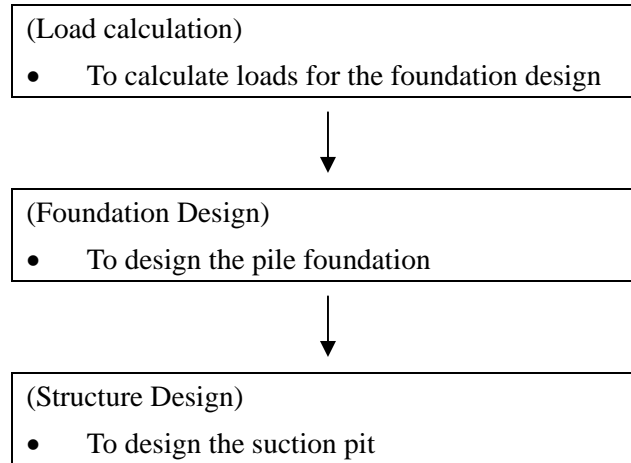 (Load calculation)
• To calculate loads for the foundation design
(Foundation Design)
• To design the pile foundation
(Structure Design)
• To design the suction pit